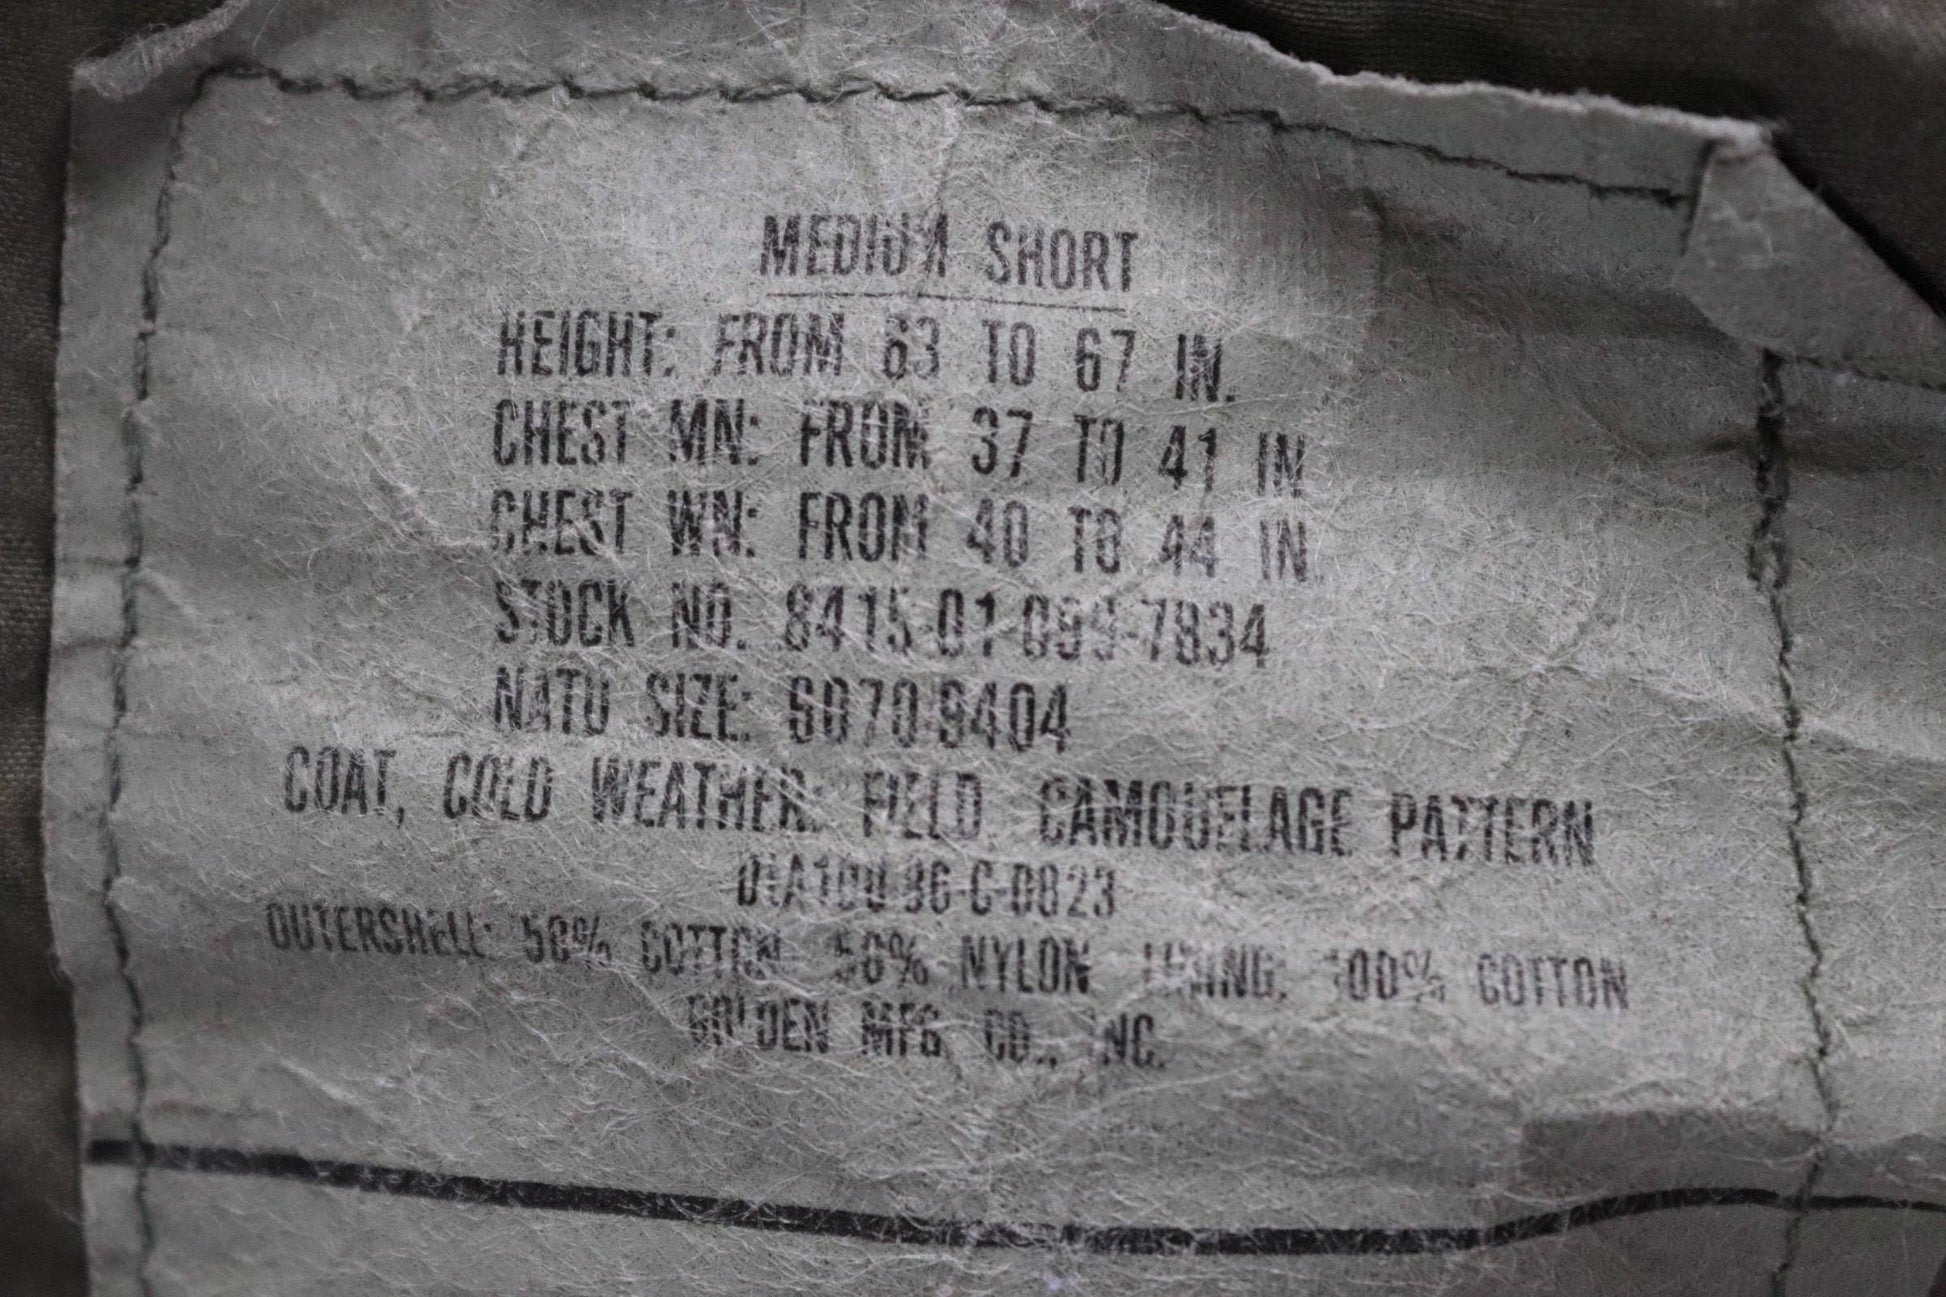 MEDIUM SHORT
HEIGHT: FROM 63 TO 67 IN.
CHEST MN: FROM 37 TO 41 IN
CHEST WN: FROM 40 TO 44 IN.
STOCK NO. 8415-01-099-7834
NATO SIZE: 6070/9404
COAT, COLD WEATHER: FIELD, CAMOUFLAGE PATTERN
DLA100-86-C-0823
OUTERSHELL: 50% COTTON, 50% NYLON LINING: 100% COTTON
GOLDEN MFG CO., INC.